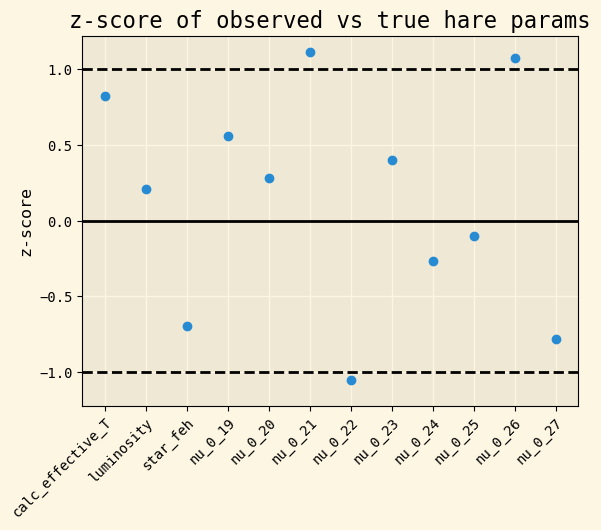 z-score of observed vs true hare params
z-score
1.0
0.5
0.0
−0.5
−1.0
calc_effective_T
luminosity
star_feh
nu_0_19
nu_0_20
nu_0_21
nu_0_22
nu_0_23
nu_0_24
nu_0_25
nu_0_26
nu_0_27